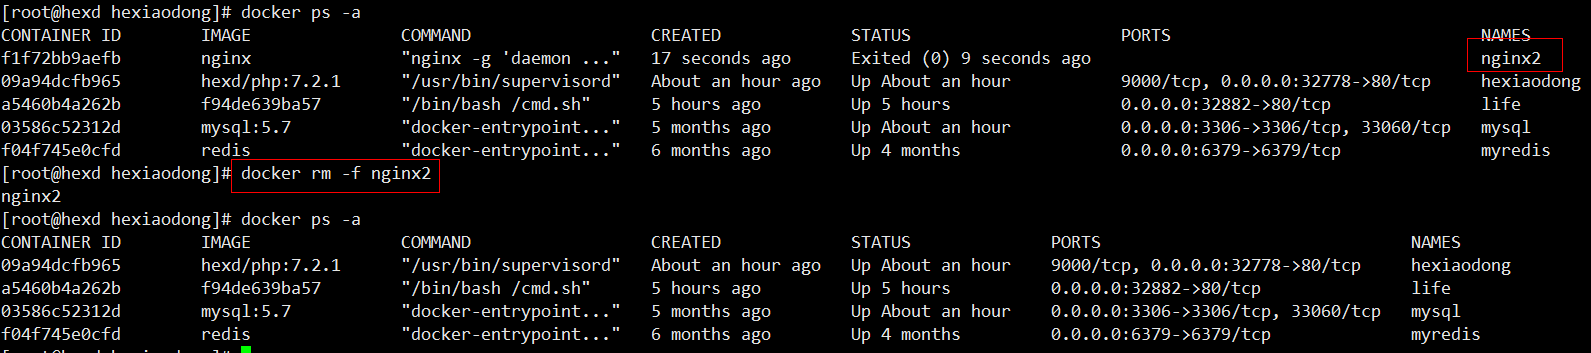 [root@hexd hexiaodong]# docker ps -a
CONTAINER ID        IMAGE               COMMAND                  CREATED             STATUS                     PORTS                               NAMES
f1f72bb9aefb        nginx               "nginx -g 'daemon ..."   17 seconds ago      Exited (0) 9 seconds ago                                       nginx2
09a94dcfb965        hexd/php:7.2.1      "/usr/bin/supervisord"   About an hour ago   Up About an hour           9000/tcp, 0.0.0.0:32778->80/tcp     hexiaodong
a5460b4a262b        f94de639ba57        "/bin/bash /cmd.sh"      5 hours ago         Up 5 hours                 0.0.0.0:32882->80/tcp               life
03586c52312d        mysql:5.7           "docker-entrypoint..."   5 months ago        Up About an hour           0.0.0.0:3306->3306/tcp, 33060/tcp   mysql
f04f745e0cfd        redis               "docker-entrypoint..."   6 months ago        Up 4 months                0.0.0.0:6379->6379/tcp              myredis
[root@hexd hexiaodong]# docker rm -f nginx2
nginx2
[root@hexd hexiaodong]# docker ps -a
CONTAINER ID        IMAGE               COMMAND                  CREATED             STATUS              PORTS                               NAMES
09a94dcfb965        hexd/php:7.2.1      "/usr/bin/supervisord"   About an hour ago   Up About an hour    9000/tcp, 0.0.0.0:32778->80/tcp     hexiaodong
a5460b4a262b        f94de639ba57        "/bin/bash /cmd.sh"      5 hours ago         Up 5 hours          0.0.0.0:32882->80/tcp               life
03586c52312d        mysql:5.7           "docker-entrypoint..."   5 months ago        Up About an hour    0.0.0.0:3306->3306/tcp, 33060/tcp   mysql
f04f745e0cfd        redis               "docker-entrypoint..."   6 months ago        Up 4 months         0.0.0.0:6379->6379/tcp              myredis
[root@hexd hexiaodong]#